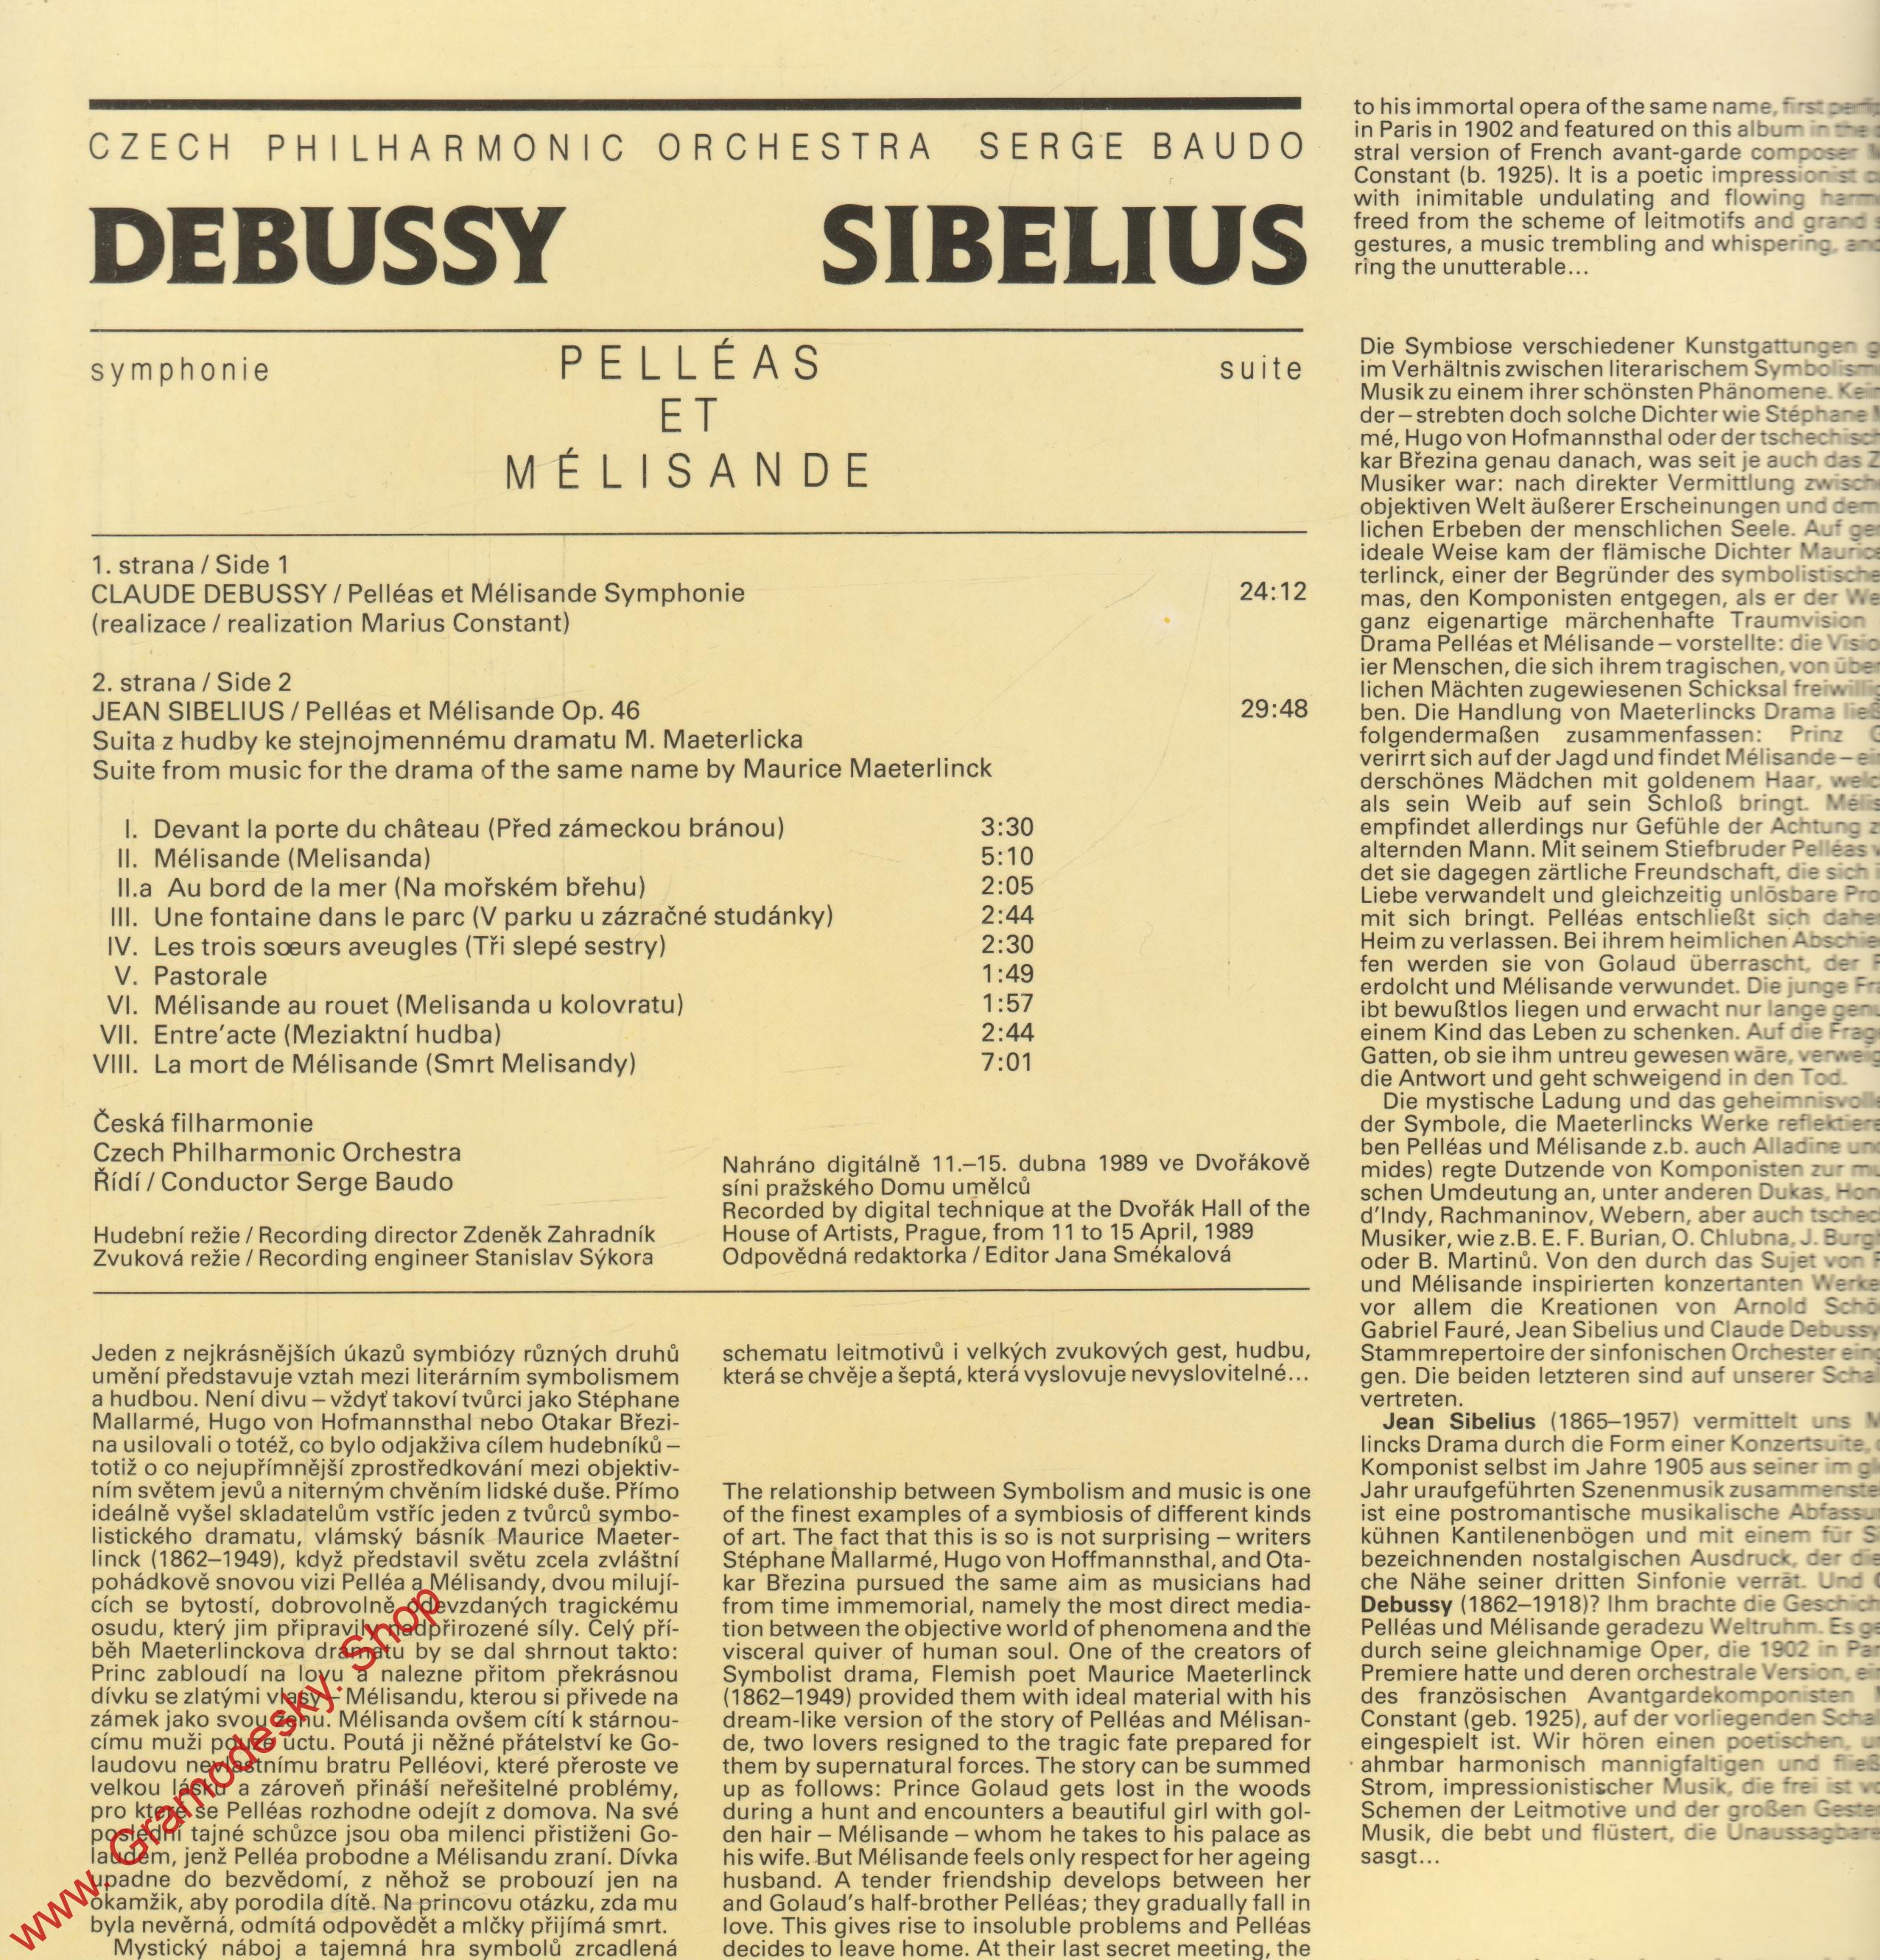 CZECH PHILHARMONIC ORCHESTRA SERGE BAUDO
DEBUSSY SIBELIUS
symphonie PELLÉAS suite
ET
MÉLISANDE
1. strana / Side 1
CLAUDE DEBUSSY / Pelléas et Mélisande Symphonie 24:12
(realizace / realization Marius Constant)
2. strana / Side 2
JEAN SIBELIUS / Pelléas et Mélisande Op. 46 29:48
Suita z hudby ke stejnojmennému dramatu M. Maeterlicka
Suite from music for the drama of the same name by Maurice Maeterlinck
I. Devant la porte du château (Před zámeckou bránou) 3:30
II. Mélisande (Melisanda) 5:10
II.a Au bord de la mer (Na mořském břehu) 2:05
III. Une fontaine dans le parc (V parku u zázračné studánky) 2:44
IV. Les trois sœurs aveugles (Tři slepé sestry) 2:30
V. Pastorale 1:49
VI. Mélisande au rouet (Melisanda u kolovratu) 1:57
VII. Entre'acte (Meziaktní hudba) 2:44
VIII. La mort de Mélisande (Smrt Melisandy) 7:01
Česká filharmonie
Czech Philharmonic Orchestra
Řídí / Conductor Serge Baudo
Hudební režie / Recording director Zdeněk Zahradník
Zvuková režie / Recording engineer Stanislav Sýkora
Nahráno digitálně 11.–15. dubna 1989 ve Dvořákově
síni pražského Domu umělců
Recorded by digital technique at the Dvořák Hall of the
House of Artists, Prague, from 11 to 15 April, 1989
Odpovědná redaktorka / Editor Jana Smékalová
Jeden z nejkrásnějších úkazů symbiózy různých druhů
umění představuje vztah mezi literárním symbolismem
a hudbou. Není divu – vždyť takoví tvůrci jako Stéphane
Mallarmé, Hugo von Hofmannsthal nebo Otakar Březi-
na usilovali o totéž, co bylo odjakživa cílem hudebníků –
totiž o co nejupřímnější zprostředkování mezi objektiv-
ním světem jevů a niterným chvěním lidské duše. Přímo
ideálně vyšel skladatelům vstříc jeden z tvůrců symbo-
listického dramatu, vlámský básník Maurice Maeter-
linck (1862–1949), když představil světu zcela zvláštní
pohádkově snovou vizi Pelléa a Mélisandy, dvou milují-
cích se bytostí, dobrovolně odevzdaných tragickému
osudu, který jim připravily nadpřirozené síly. Celý pří-
běh Maeterlinckova dramatu by se dal shrnout takto:
Princ zabloudí na lovu a nalezne přitom překrásnou
dívku se zlatými vlasy – Mélisandu, kterou si přivede na
zámek jako svou ženu. Mélisanda ovšem cítí k stárnou-
címu muži pouze úctu. Poutá ji něžné přátelství ke Go-
laudovu nevlastnímu bratru Pelléovi, které přeroste ve
velkou lásku a zároveň přináší neřešitelné problémy,
pro které se Pelléas rozhodne odejít z domova. Na své
poslední tajné schůzce jsou oba milenci přistiženi Go-
laudem, jenž Pelléa probodne a Mélisandu zraní. Dívka
upadne do bezvědomí, z něhož se probouzí jen na
okamžik, aby porodila dítě. Na princovu otázku, zda mu
byla nevěrná, odmítá odpovědět a mlčky přijímá smrt.
Mystický náboj a tajemná hra symbolů zrcadlená
schematu leitmotivů i velkých zvukových gest, hudbu,
která se chvěje a šeptá, která vyslovuje nevyslovitelné...
The relationship between Symbolism and music is one
of the finest examples of a symbiosis of different kinds
of art. The fact that this is so is not surprising – writers
Stéphane Mallarmé, Hugo von Hoffmannsthal, and Ota-
kar Březina pursued the same aim as musicians had
from time immemorial, namely the most direct media-
tion between the objective world of phenomena and the
visceral quiver of human soul. One of the creators of
Symbolist drama, Flemish poet Maurice Maeterlinck
(1862–1949) provided them with ideal material with his
dream-like version of the story of Pelléas and Mélisan-
de, two lovers resigned to the tragic fate prepared for
them by supernatural forces. The story can be summed
up as follows: Prince Golaud gets lost in the woods
during a hunt and encounters a beautiful girl with gol-
den hair – Mélisande – whom he takes to his palace as
his wife. But Mélisande feels only respect for her ageing
husband. A tender friendship develops between her
and Golaud's half-brother Pelléas; they gradually fall in
love. This gives rise to insoluble problems and Pelléas
decides to leave home. At their last secret meeting, the
to his immortal opera of the same name, first
in Paris in 1902 and featured on this album in the
stral version of French avant-garde composer
Constant (b. 1925). It is a poetic impressionist
with inimitable undulating and flowing
freed from the scheme of leitmotifs and grand
gestures, a music trembling and whispering,
ring the unutterable...
Die Symbiose verschiedener Kunstgattungen
im Verhältnis zwischen literarischem
Musik zu einem ihrer schönsten Phänomene.
der – strebten doch solche Dichter wie Stéphane
mé, Hugo von Hofmannsthal oder der
kar Březina genau danach, was seit je auch das
Musiker war: nach direkter Vermittlung
objektiven Welt äußerer Erscheinungen und dem
lichen Erbeben der menschlichen Seele. Auf
ideale Weise kam der flämische Dichter Maurice
terlinck, einer der Begründer des
mas, den Komponisten entgegen, als er der
ganz eigenartige märchenhafte Traumvision
Drama Pelléas et Mélisande – vorstellte: die
ier Menschen, die sich ihrem tragischen, von
lichen Mächten zugewiesenen Schicksal
ben. Die Handlung von Maeterlincks Drama
folgendermaßen zusammenfassen: Prinz
verirrt sich auf der Jagd und findet Mélisande –
derschönes Mädchen mit goldenem Haar,
als sein Weib auf sein Schloß bringt.
empfindet allerdings nur Gefühle der Achtung
alternden Mann. Mit seinem Stiefbruder Pelléas
det sie dagegen zärtliche Freundschaft, die sich
Liebe verwandelt und gleichzeitig unlösbare
mit sich bringt. Pelléas entschließt sich
Heim zu verlassen. Bei ihrem heimlichen
fen werden sie von Golaud überrascht, der
erdolcht und Mélisande verwundet. Die junge
ibt bewußtlos liegen und erwacht nur lange
einem Kind das Leben zu schenken. Auf die
Gatten, ob sie ihm untreu gewesen wäre,
die Antwort und geht schweigend in den Tod.
Die mystische Ladung und das
der Symbole, die Maeterlincks Werke
ben Pelléas und Mélisande z.b. auch Alladine
mides) regte Dutzende von Komponisten zur
schen Umdeutung an, unter anderen Dukas,
d'Indy, Rachmaninov, Webern, aber auch
Musiker, wie z.B. E. F. Burian, O. Chlubna, J.
oder B. Martinů. Von den durch das Sujet von
und Mélisande inspirierten konzertanten
vor allem die Kreationen von Arnold
Gabriel Fauré, Jean Sibelius und Claude Debussy
Stammrepertoire der sinfonischen Orchester
gen. Die beiden letzteren sind auf unserer
vertreten.
Jean Sibelius (1865–1957) vermittelt uns
lincks Drama durch die Form einer Konzertsuite,
Komponist selbst im Jahre 1905 aus seiner im
Jahr uraufgeführten Szenenmusik
ist eine postromantische musikalische
kühnen Kantilenenbögen und mit einem für
bezeichnenden nostalgischen Ausdruck, der
che Nähe seiner dritten Sinfonie verrät. Und
Debussy (1862–1918)? Ihm brachte die
Pelléas und Mélisande geradezu Weltruhm. Es
durch seine gleichnamige Oper, die 1902 in
Premiere hatte und deren orchestrale Version,
des französischen Avantgardekomponisten
Constant (geb. 1925), auf der vorliegenden
eingespielt ist. Wir hören einen poetischen,
ahmbar harmonisch mannigfaltigen und
Strom, impressionistischer Musik, die frei ist
Schemen der Leitmotive und der großen
Musik, die bebt und flüstert, die
sasgt...
www. Gramodesky. Shop